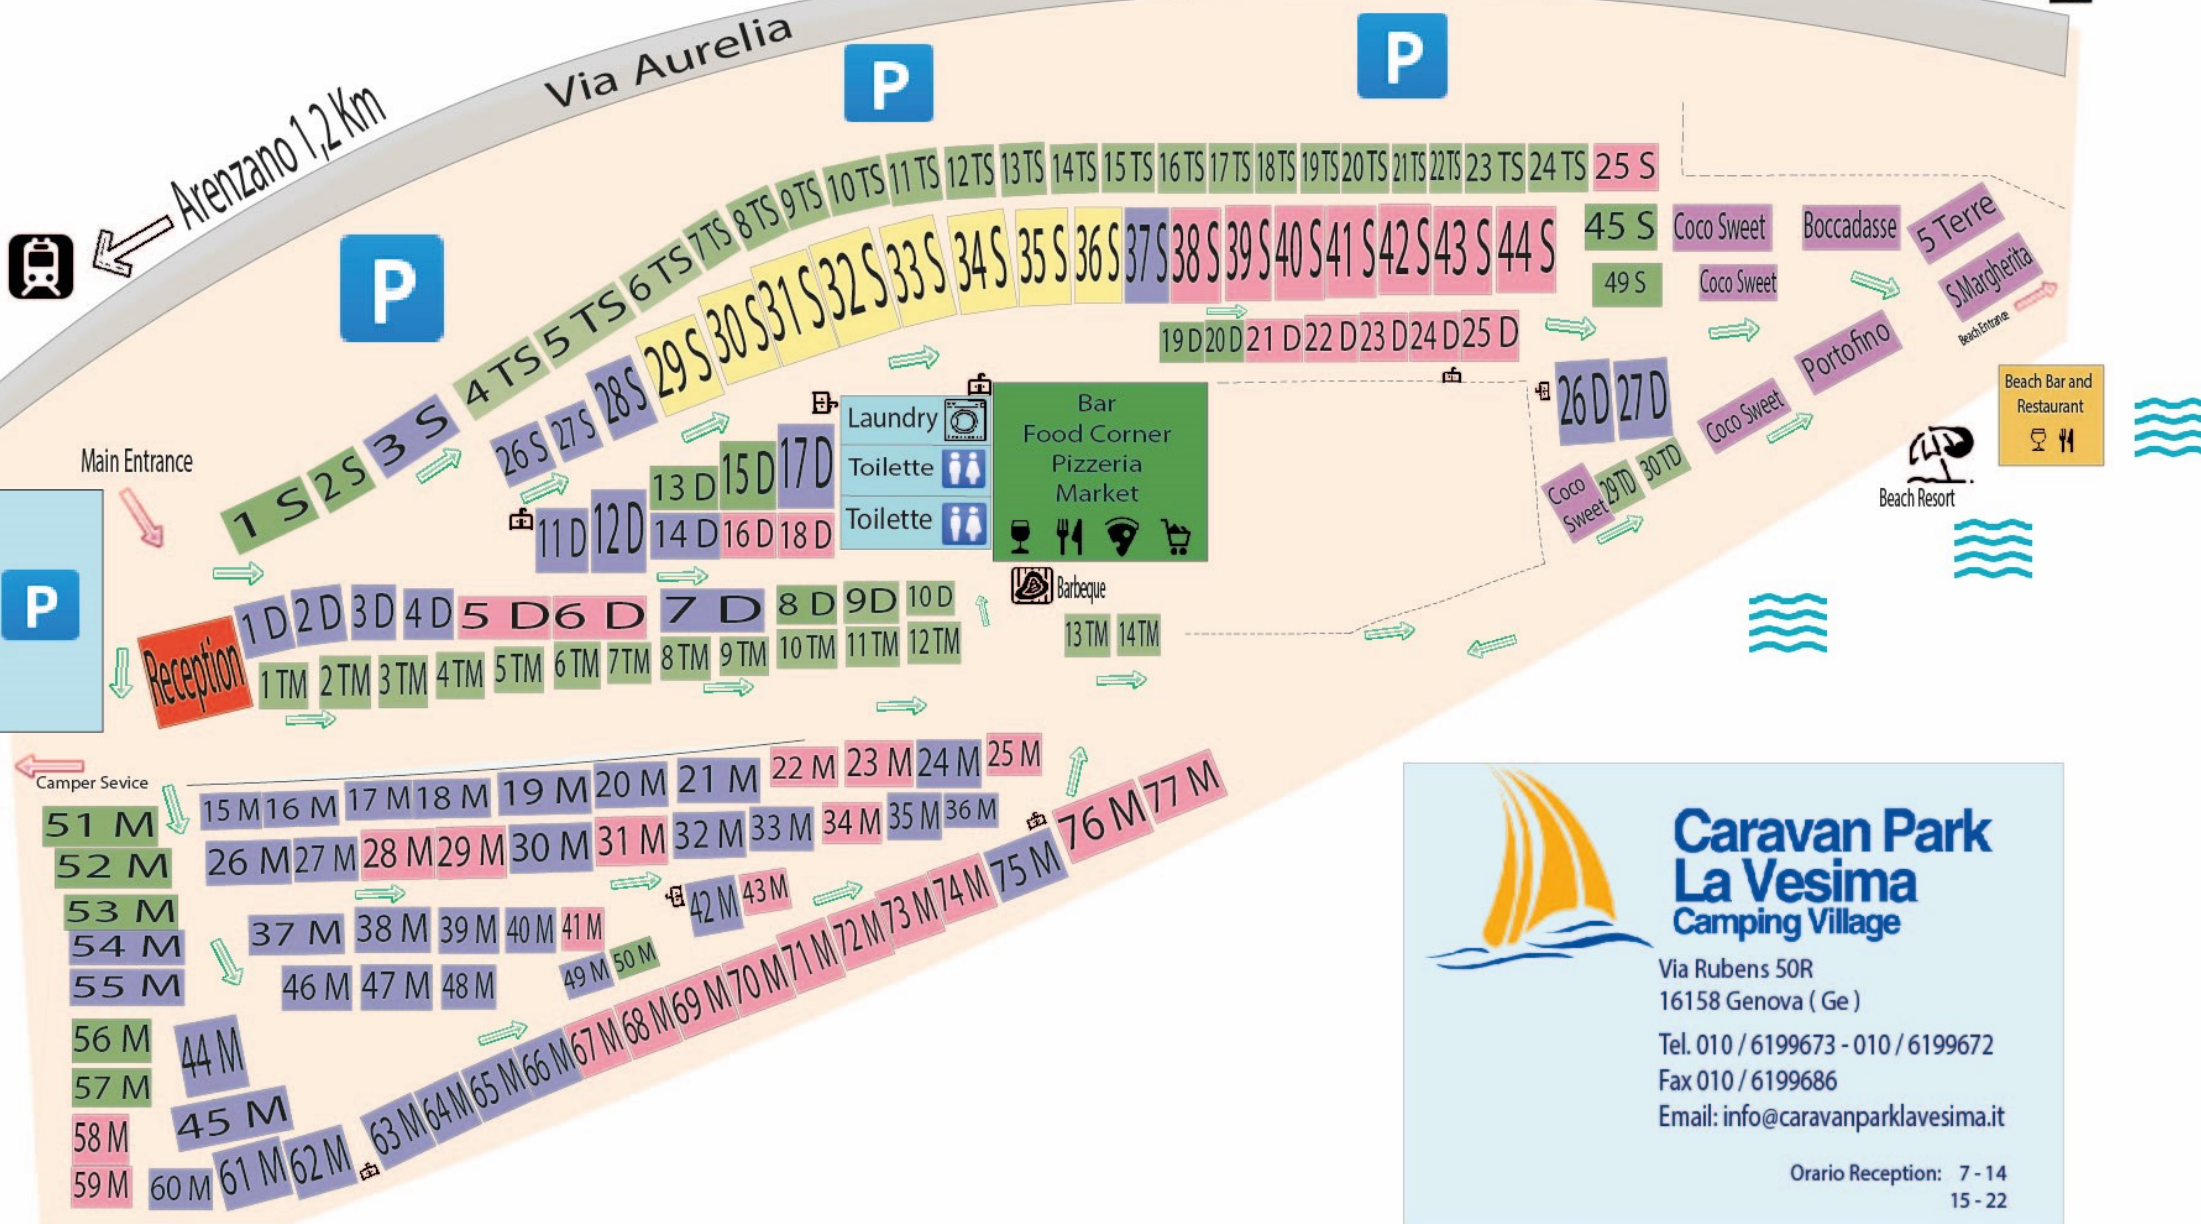 Via Aurelia
P
P
P
P
Arenzano 1,2 Km
Main Entrance
1 S
2 S
3 S
4 TS
5 TS
6 TS
7 TS
8 TS
9 TS
10 TS
11 TS
12 TS
13 TS
14 TS
15 TS
16 TS
17 TS
18 TS
19 TS
20 TS
21 TS
22 TS
23 TS
24 TS
25 S
26 S
27 S
28 S
29 S
30 S
31 S
32 S
33 S
34 S
35 S
36 S
37 S
38 S
39 S
40 S
41 S
42 S
43 S
44 S
45 S
Coco Sweet
Boccadasse
5 Terre
49 S
Coco Sweet
S.Margherita
Beach Entrance
19 D
20 D
21 D
22 D
23 D
24 D
25 D
26 D
27 D
Portofino
Coco Sweet
Coco
Sweet
29 TD
30 TD
Beach Bar and
Restaurant
Beach Resort
11 D
12 D
13 D
15 D
17 D
14 D
16 D
18 D
Laundry
Toilette
Toilette
Bar
Food Corner
Pizzeria
Market
Barbeque
Reception
1 D
2 D
3 D
4 D
5 D
6 D
7 D
8 D
9D
10 D
1 TM
2 TM
3 TM
4 TM
5 TM
6 TM
7TM
8 TM
9 TM
10 TM
11 TM
12 TM
13 TM
14 TM
Camper Sevice
15 M
16 M
17 M
18 M
19 M
20 M
21 M
22 M
23 M
24 M
25 M
26 M
27 M
28 M
29 M
30 M
31 M
32 M
33 M
34 M
35 M
36 M
37 M
38 M
39 M
40 M
41 M
42 M
43 M
46 M
47 M
48 M
49 M
50 M
51 M
52 M
53 M
54 M
55 M
56 M
57 M
58 M
59 M
44 M
45 M
60 M
61 M
62 M
63 M
64 M
65 M
66 M
67 M
68 M
69 M
70 M
71 M
72 M
73 M
74 M
75 M
76 M
77 M
Caravan Park
La Vesima
Camping Village
Via Rubens 50R
16158 Genova ( Ge )
Tel. 010 / 6199673 - 010 / 6199672
Fax 010 / 6199686
Email: info@caravanparklavesima.it
Orario Reception: 7 - 14
15 - 22